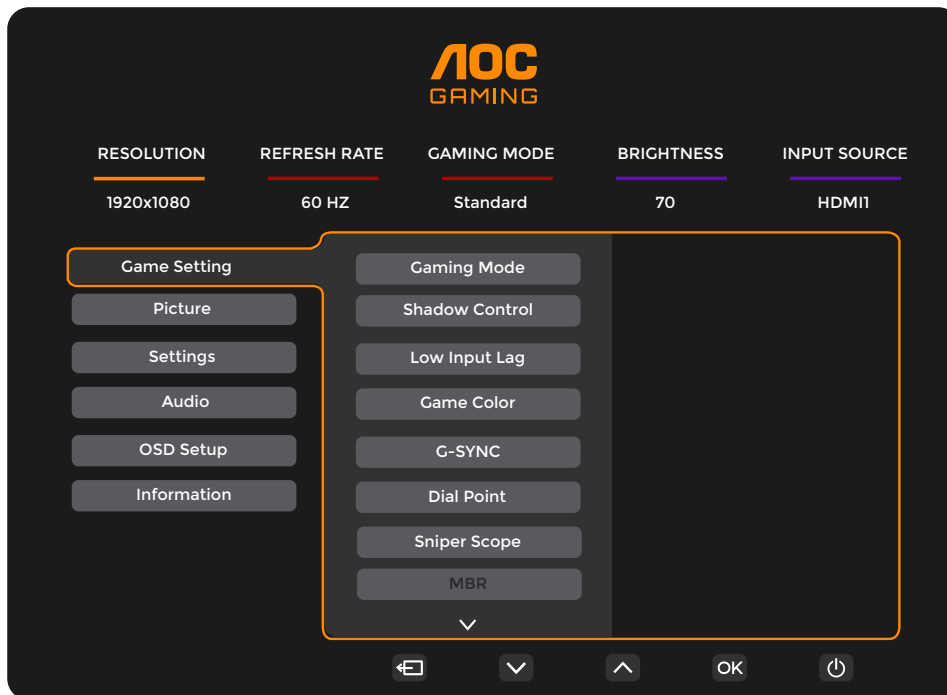 AOC
GAMING
RESOLUTION REFRESH RATE GAMING MODE BRIGHTNESS INPUT SOURCE
1920x1080 60 HZ Standard 70 HDMI1
Game Setting
Picture
Settings
Audio
OSD Setup
Information
Gaming Mode
Shadow Control
Low Input Lag
Game Color
G-SYNC
Dial Point
Sniper Scope
MBR
OK